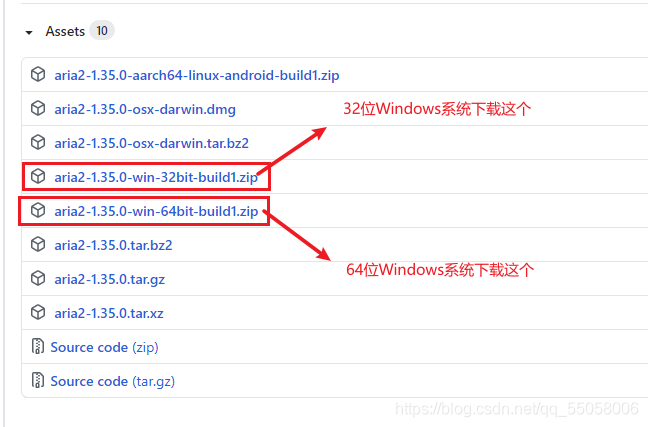 Assets 10
aria2-1.35.0-aarch64-linux-android-build1.zip
aria2-1.35.0-osx-darwin.dmg
32位Windows系统下载这个
aria2-1.35.0-osx-darwin.tar.bz2
aria2-1.35.0-win-32bit-build1.zip
aria2-1.35.0-win-64bit-build1.zip
aria2-1.35.0.tar.bz2
64位Windows系统下载这个
aria2-1.35.0.tar.gz
aria2-1.35.0.tar.xz
Source code (zip)
Source code (tar.gz)
https://blog.csdn.net/qq_55058006